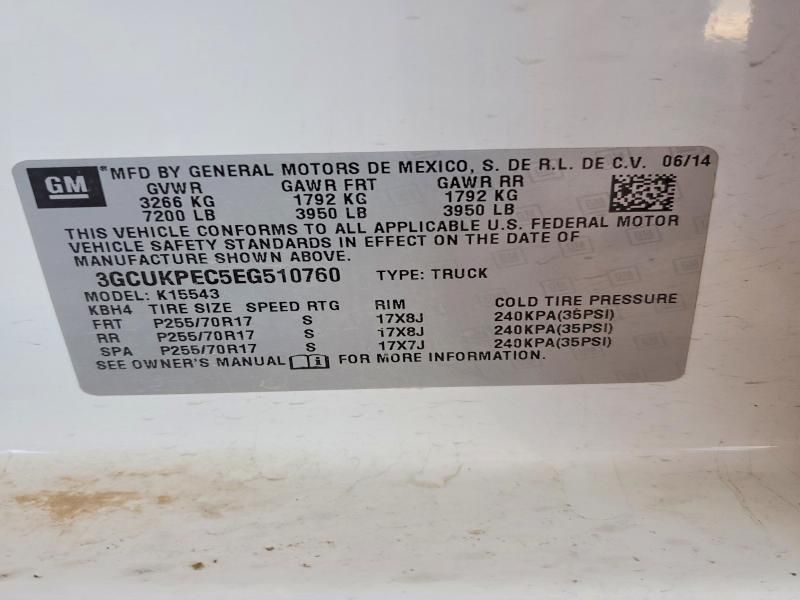 GM ® MFD BY GENERAL MOTORS DE MEXICO, S. DE R.L. DE C.V. 06/14
GVWR GAWR FRT GAWR RR
3266 KG 1792 KG 1792 KG
7200 LB 3950 LB 3950 LB
THIS VEHICLE CONFORMS TO ALL APPLICABLE U.S. FEDERAL MOTOR
VEHICLE SAFETY STANDARDS IN EFFECT ON THE DATE OF
MANUFACTURE SHOWN ABOVE.
3GCUKPEC5EG510760 TYPE: TRUCK
MODEL: K15543
KBH4 TIRE SIZE SPEED RTG RIM COLD TIRE PRESSURE
FRT P255/70R17 S 17X8J 240KPA(35PSI)
RR P255/70R17 S 17X8J 240KPA(35PSI)
SPA P255/70R17 S 17X7J 240KPA(35PSI)
SEE OWNER'S MANUAL FOR MORE INFORMATION.